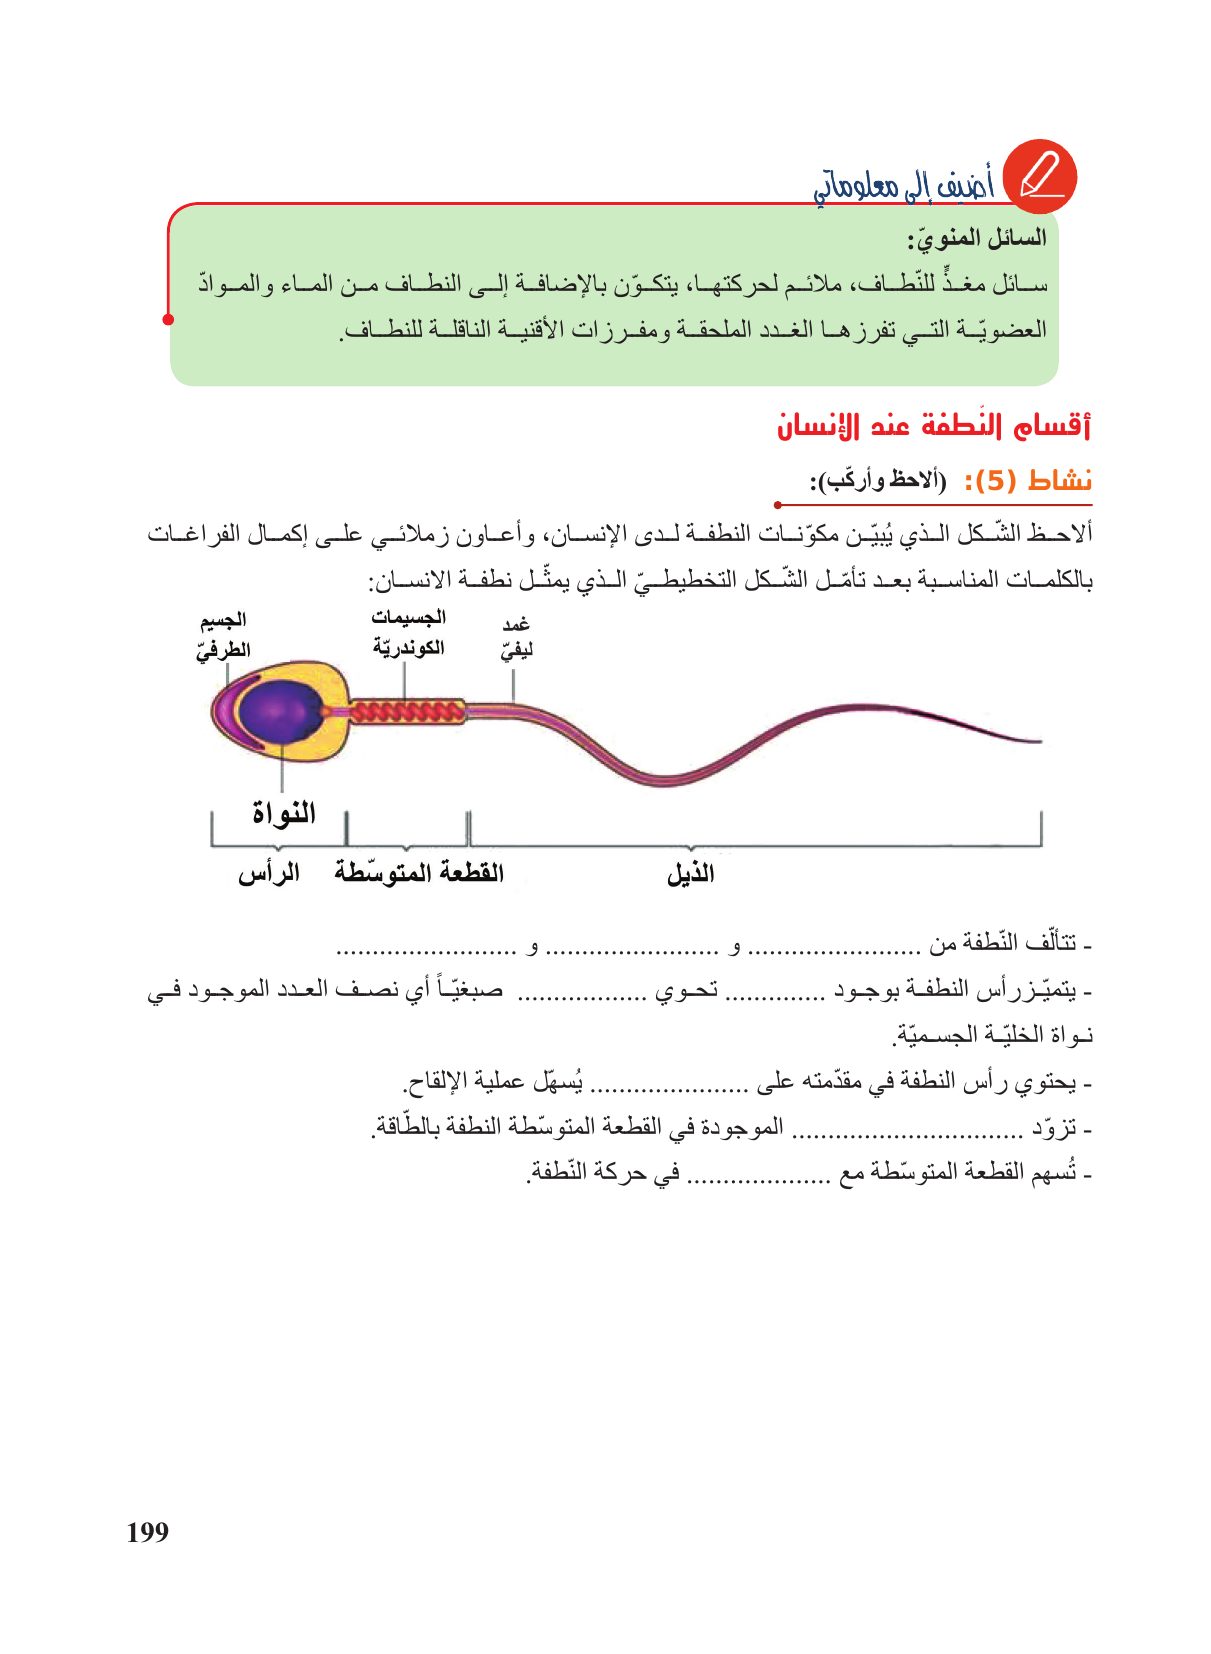 أضيف إلى معلوماتي
السائل المنويّ:
سائل مغذٍّ للنّطاف، ملائم لحركتها، يتكوّن بالإضافة إلى النطاف من الماء والموادّ
العضويّة التي تفرزها الغدد الملحقة ومفرزات الأقنية الناقلة للنطاف.
أقسام النّطفة عند الإنسان
نشاط (5): (ألاحظ وأركّب):
ألاحظ الشّكل الذي يُبيّن مكوّنات النطفة لدى الإنسان، وأعاون زملائي على إكمال الفراغات
بالكلمات المناسبة بعد تأمّل الشّكل التخطيطيّ الذي يمثّل نطفة الانسان:
غمد
ليفيّ
الجسيمات
الكوندريّة
الجسيم
الطرفيّ
النواة
الذيل
القطعة المتوسّطة
الرأس
- تتألّف النّطفة من ........................ و ........................ و .........................
- يتميّزرأس النطفة بوجود .............. تحوي .................. صبغيّاً أي نصف العدد الموجود في
نواة الخليّة الجسميّة.
- يحتوي رأس النطفة في مقدّمته على ...................... يُسهّل عملية الإلقاح.
- تزوّد ................................ الموجودة في القطعة المتوسّطة النطفة بالطّاقة.
- تُسهم القطعة المتوسّطة مع .................... في حركة النّطفة.
199